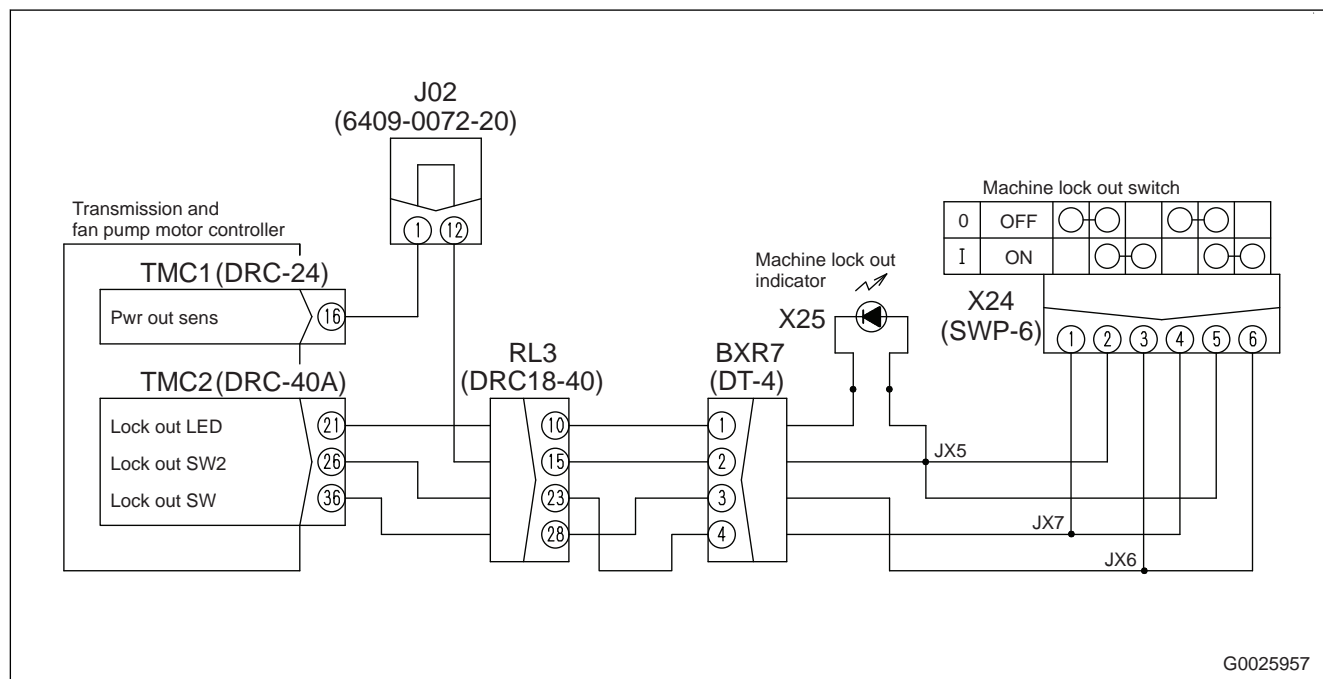 J02
(6409-0072-20)
1 12
Transmission and
fan pump motor controller
TMC1(DRC-24)
Pwr out sens 16
TMC2(DRC-40A)
Lock out LED 21
Lock out SW2 26
Lock out SW 36
RL3
(DRC18-40)
10
15
23
28
BXR7
(DT-4)
1
2
3
4
Machine lock out
indicator
X25
Machine lock out switch
0 OFF
I ON
X24
(SWP-6)
1 2 3 4 5 6
JX5
JX7
JX6
G0025957